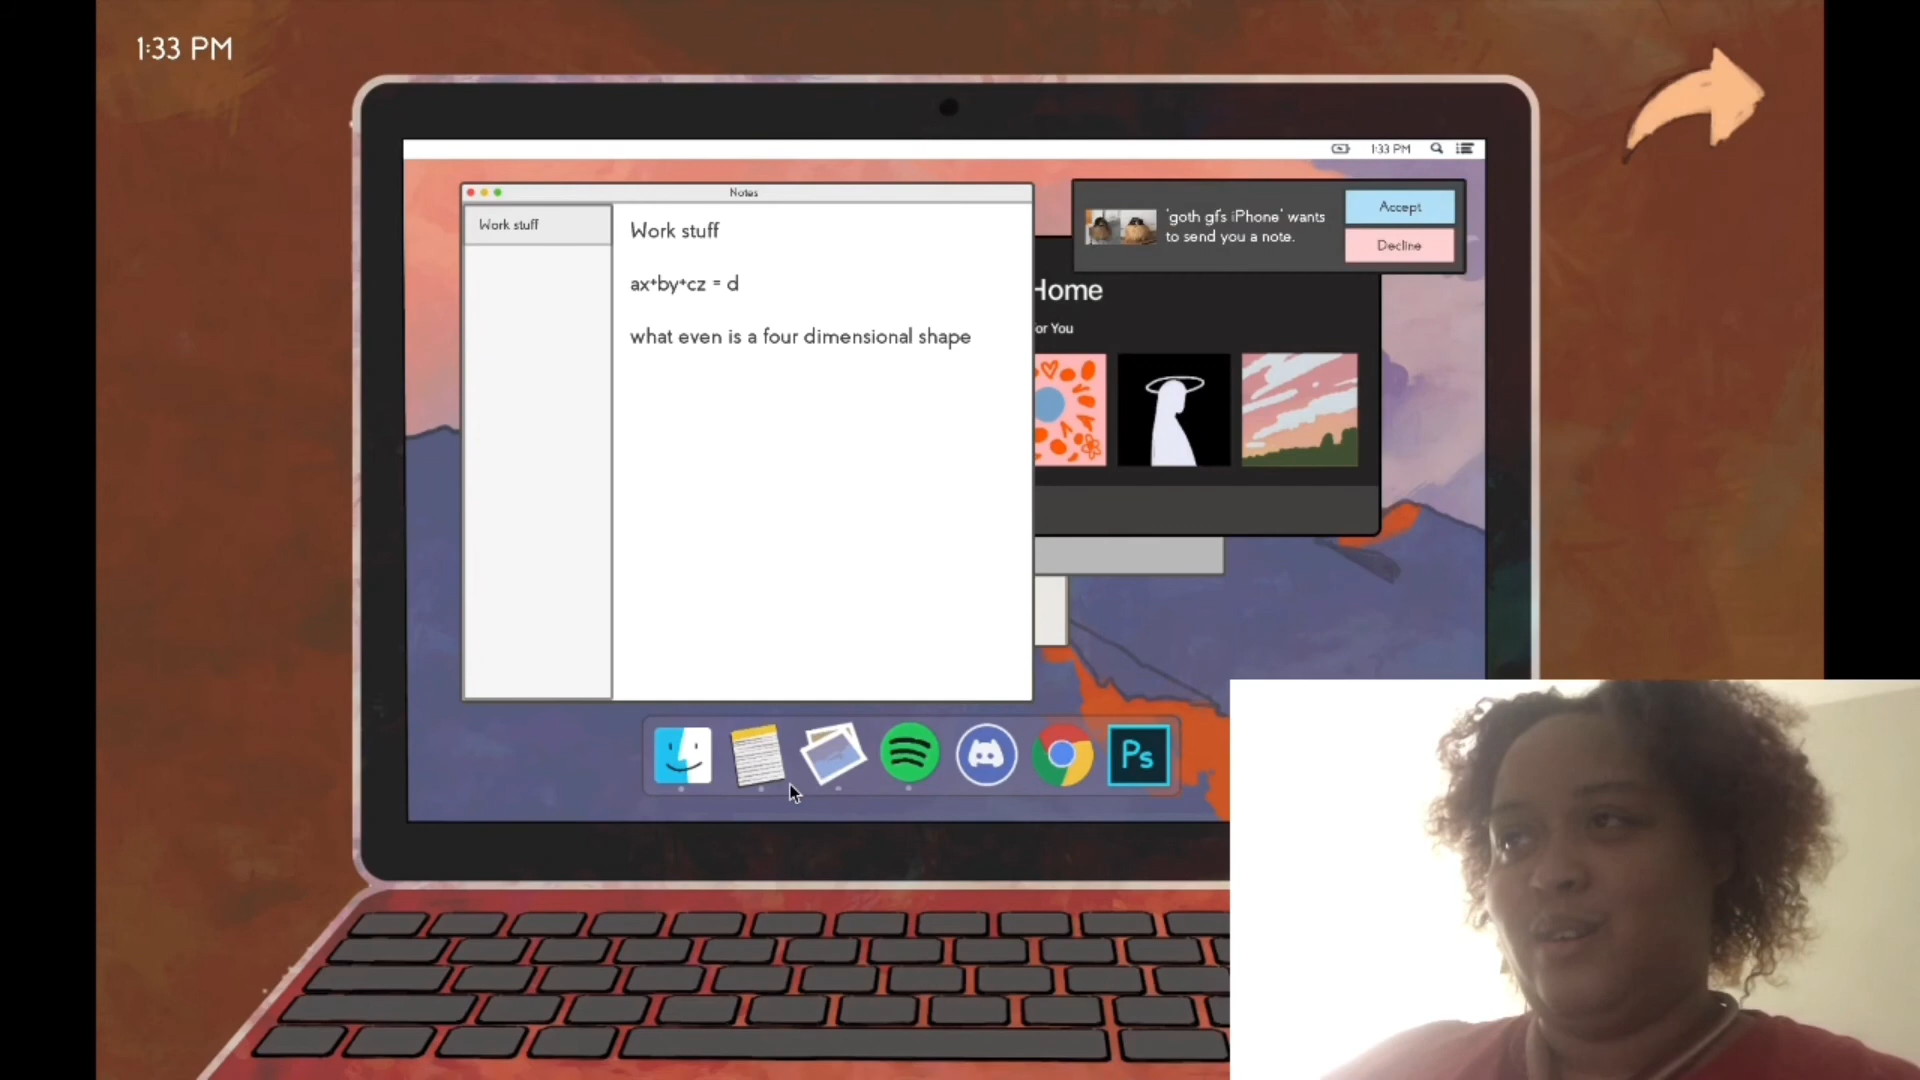 1:33 PM
1:33 PM
Notes
Work stuff
Work stuff
ax+by+cz = d
what even is a four dimensional shape
'goth gf's iPhone' wants
to send you a note.
Accept
Decline
Home
or You
Ps